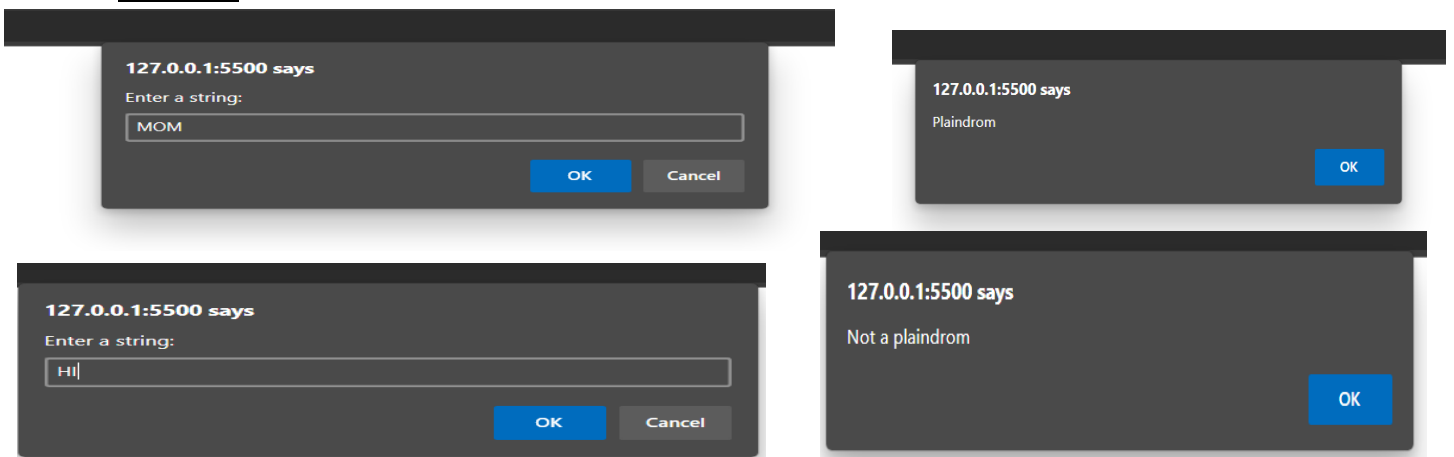 127.0.0.1:5500 says
Enter a string:
MOM
OK
Cancel
127.0.0.1:5500 says
Plaindrom
OK
127.0.0.1:5500 says
Enter a string:
HI
OK
Cancel
127.0.0.1:5500 says
Not a plaindrom
OK